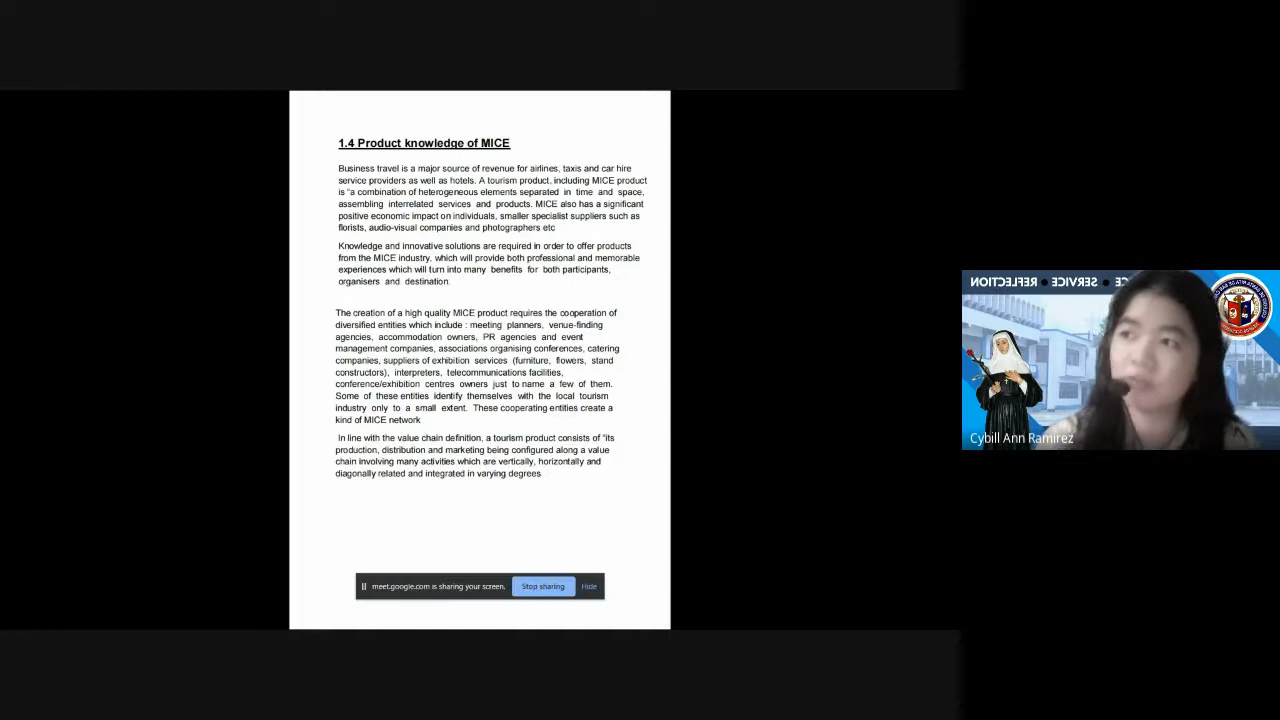 1.4 Product knowledge of MICE
Business travel is a major source of revenue for airlines, taxis and car hire
service providers as well as hotels. A tourism product, including MICE product
is “a combination of heterogeneous elements separated in time and space,
assembling interrelated services and products. MICE also has a significant
positive economic impact on individuals, smaller specialist suppliers such as
florists, audio-visual companies and photographers etc
Knowledge and innovative solutions are required in order to offer products
from the MICE industry, which will provide both professional and memorable
experiences which will turn into many benefits for both participants,
organisers and destination.
The creation of a high quality MICE product requires the cooperation of
diversified entities which include : meeting planners, venue-finding
agencies, accommodation owners, PR agencies and event
management companies, associations organising conferences, catering
companies, suppliers of exhibition services (furniture, flowers, stand
constructors), interpreters, telecommunications facilities,
conference/exhibition centres owners just to name a few of them.
Some of these entities identify themselves with the local tourism
industry only to a small extent. These cooperating entities create a
kind of MICE network
In line with the value chain definition, a tourism product consists of “its
production, distribution and marketing being configured along a value
chain involving many activities which are vertically, horizontally and
diagonally related and integrated in varying degrees
meet.google.com is sharing your screen. Stop sharing Hide
SERVICE • REFLECTION
Cybill Ann Ramirez